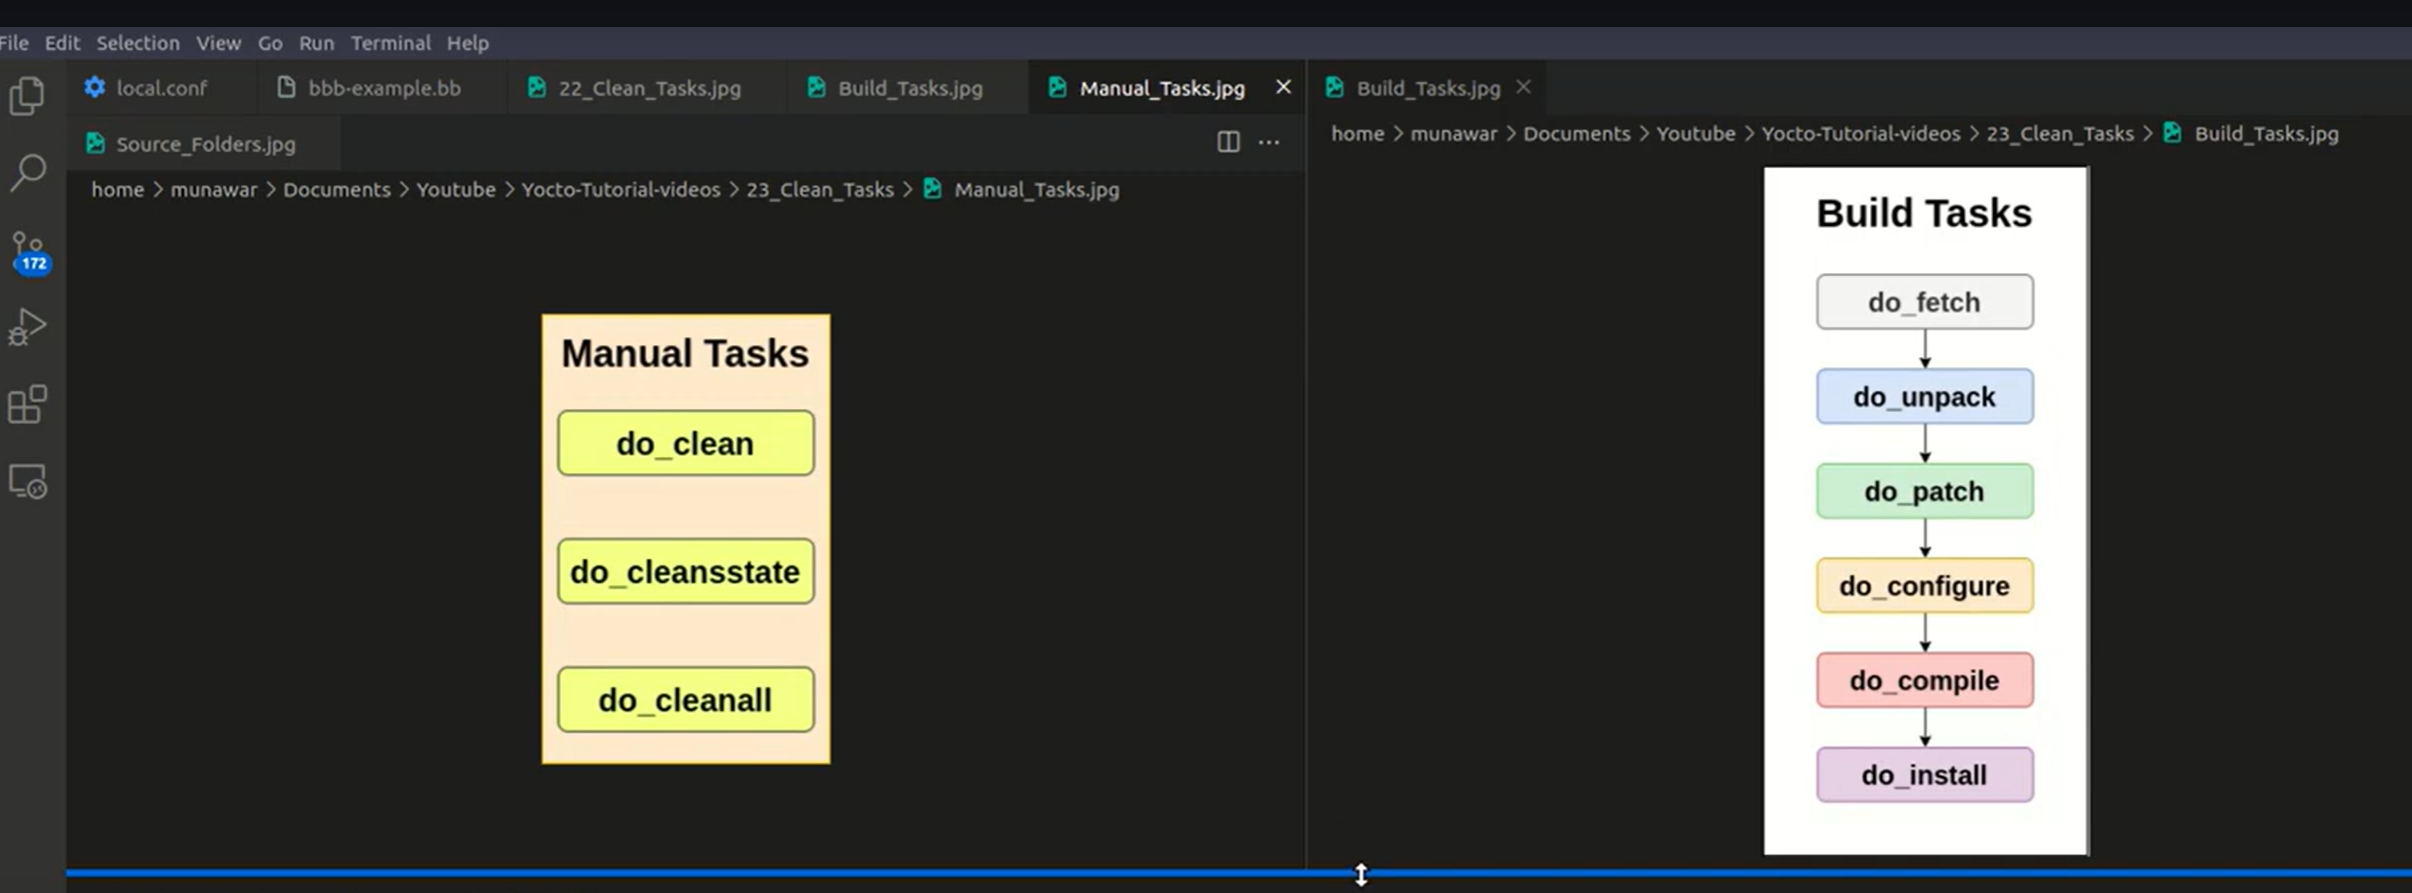 File Edit Selection View Go Run Terminal Help
local.conf bbb-example.bb 22_Clean_Tasks.jpg Build_Tasks.jpg Manual_Tasks.jpg
Source_Folders.jpg
home > munawar > Documents > Youtube > Yocto-Tutorial-videos > 23_Clean_Tasks > Manual_Tasks.jpg
172
Manual Tasks
do_clean
do_cleansstate
do_cleanall
Build_Tasks.jpg
home > munawar > Documents > Youtube > Yocto-Tutorial-videos > 23_Clean_Tasks > Build_Tasks.jpg
Build Tasks
do_fetch
do_unpack
do_patch
do_configure
do_compile
do_install